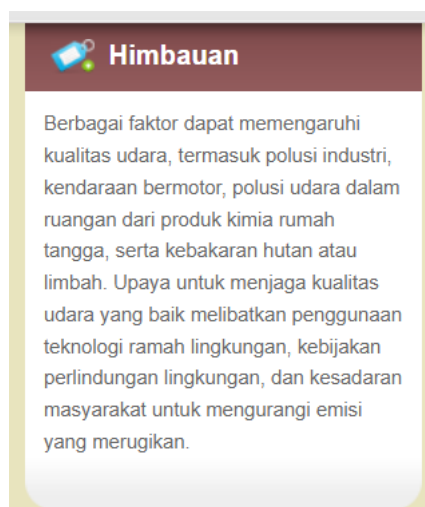 Himbauan
Berbagai faktor dapat memengaruhi
kualitas udara, termasuk polusi industri,
kendaraan bermotor, polusi udara dalam
ruangan dari produk kimia rumah
tangga, serta kebakaran hutan atau
limbah. Upaya untuk menjaga kualitas
udara yang baik melibatkan penggunaan
teknologi ramah lingkungan, kebijakan
perlindungan lingkungan, dan kesadaran
masyarakat untuk mengurangi emisi
yang merugikan.